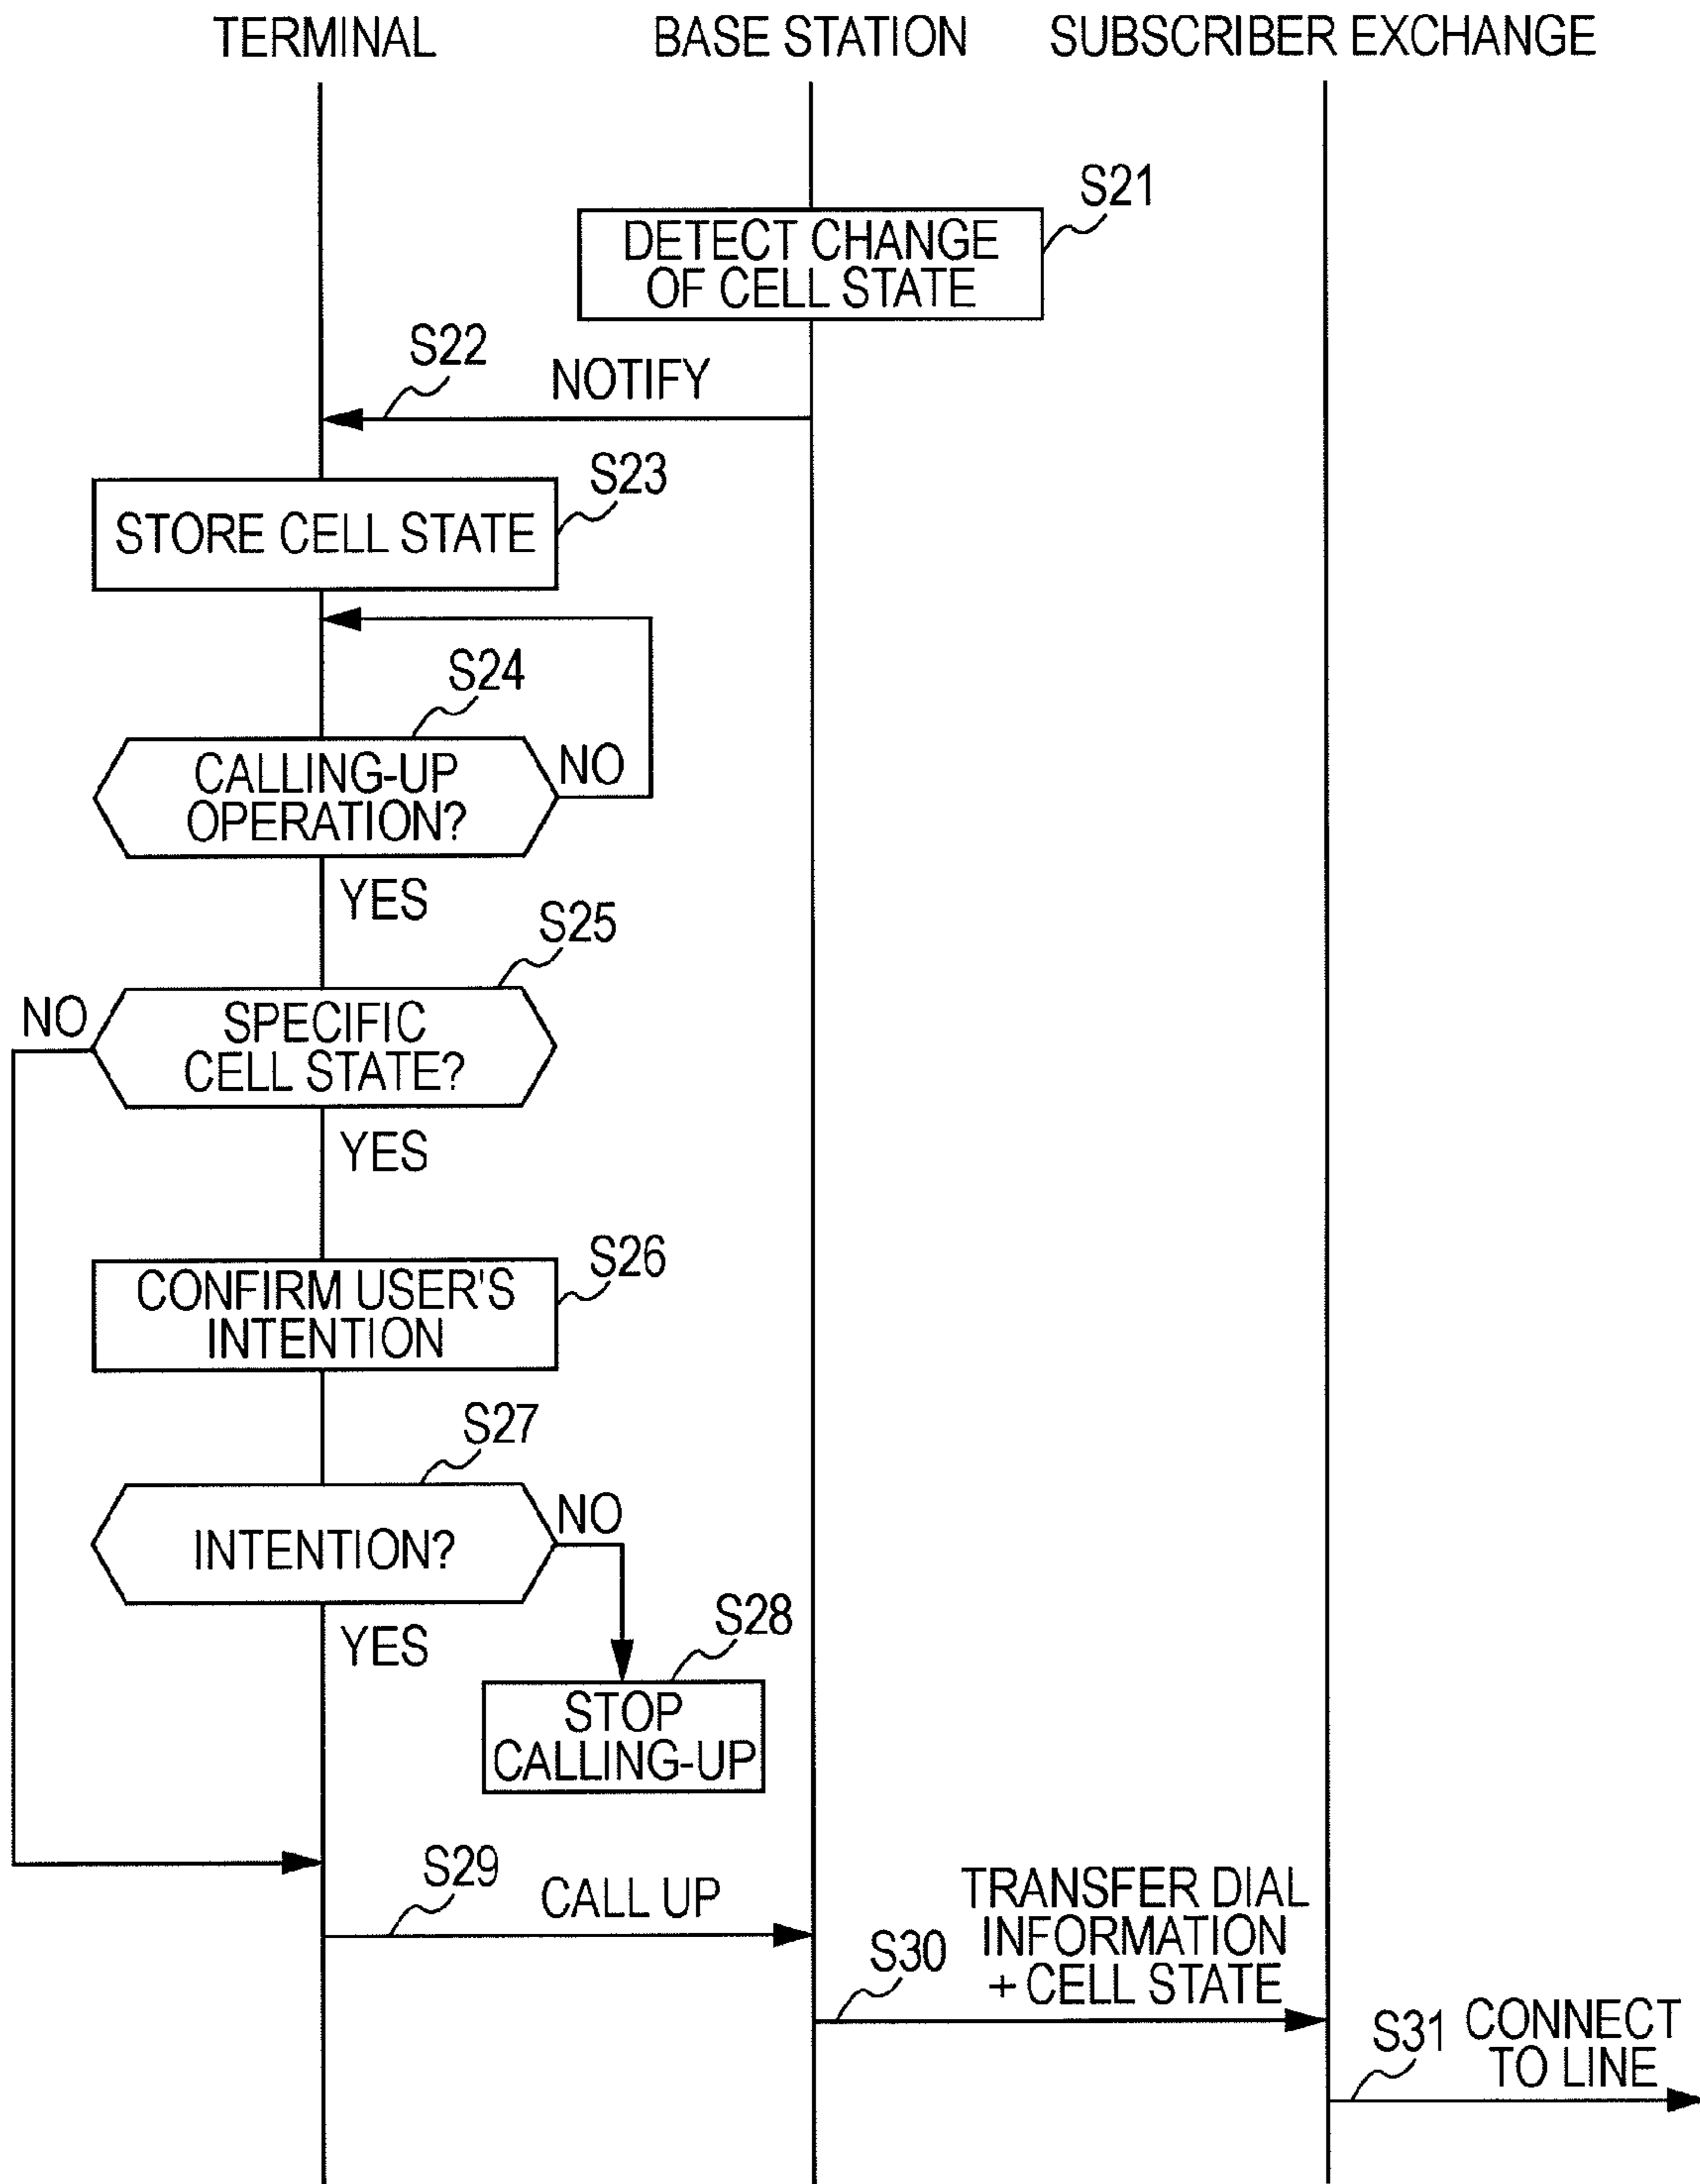 TERMINAL
BASE STATION
SUBSCRIBER EXCHANGE
S21
DETECT CHANGE
OF CELL STATE
S22
NOTIFY
S23
STORE CELL STATE
S24
CALLING-UP
OPERATION?
NO
YES
S25
NO
SPECIFIC
CELL STATE?
YES
S26
CONFIRM USER'S
INTENTION
S27
INTENTION?
NO
YES
S28
STOP
CALLING-UP
S29
CALL UP
S30
TRANSFER DIAL
INFORMATION
+ CELL STATE
S31
CONNECT
TO LINE